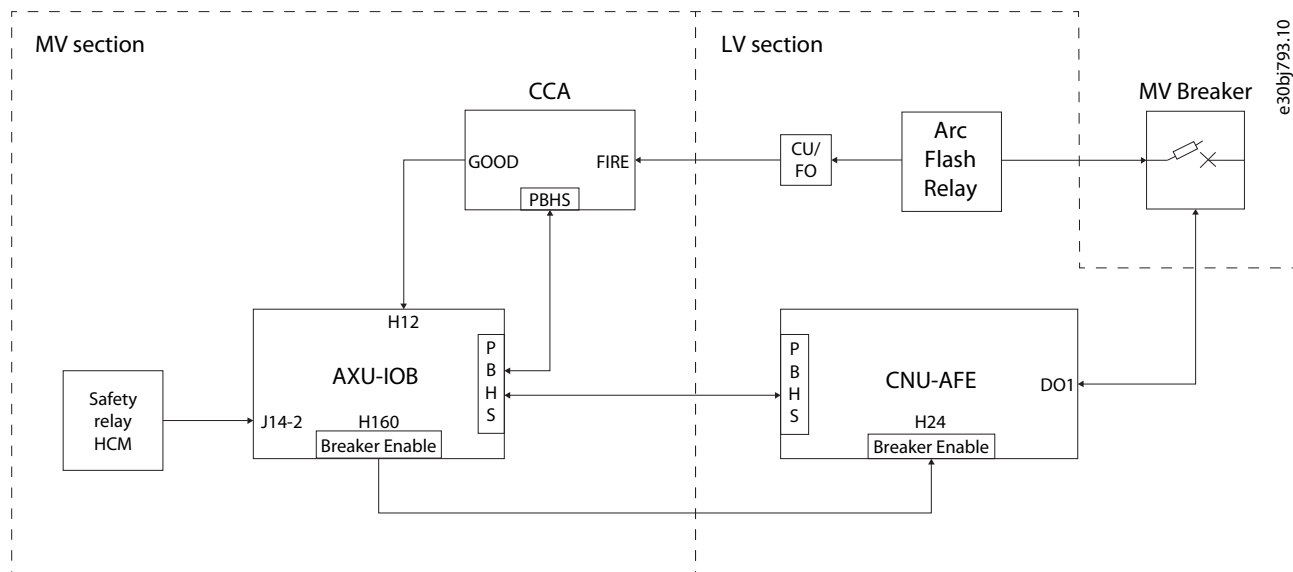 MV section
LV section
e30bj793.10
CCA
MV Breaker
GOOD
FIRE
PBHS
CU/
FO
Arc
Flash
Relay
H12
AXU-IOB
P
B
H
S
J14-2
H160
Breaker Enable
Safety
relay
HCM
P
B
H
S
CNU-AFE
DO1
H24
Breaker Enable